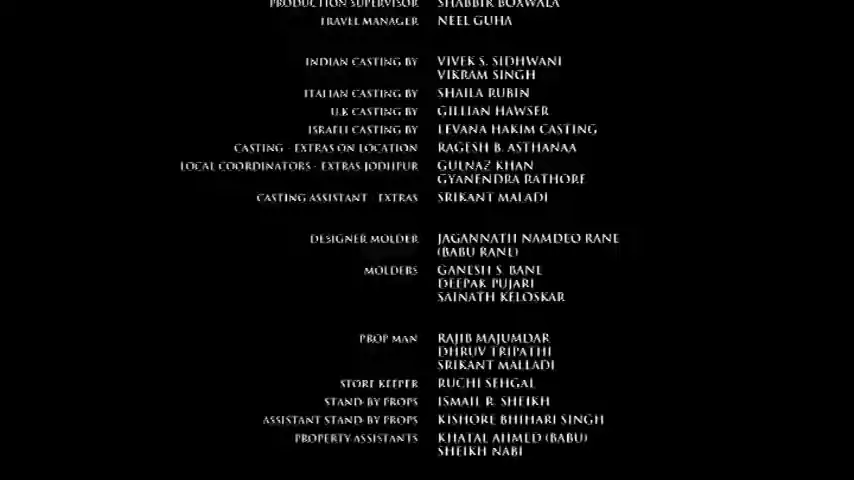 PRODUCTION SUPERVISOR SHABBIR BOXWALA
TRAVEL MANAGER NEEL GUHA
INDIAN CASTING BY VIVEK S. SIDHWANI
VIKRAM SINGH
ITALIAN CASTING BY SHAILA RUBIN
U.K CASTING BY GILLIAN HAWSER
ISRAELI CASTING BY LEVANA HAKIM CASTING
CASTING - EXTRAS ON LOCATION RAGESH B. ASTHANAA
LOCAL COORDINATORS - EXTRAS JODHPUR GULNAZ KHAN
GYANENDRA RATHORE
CASTING ASSISTANT - EXTRAS SRIKANT MALADI
DESIGNER MOLDER JAGANNATH NAMDEO RANE
(BABU RANE)
MOLDERS GANESH S. BANE
DEEPAK PUJARI
SAINATH KELOSKAR
PROP MAN RAJIB MAJUMDAR
DHRUV TRIPATHI
SRIKANT MALLADI
STORE KEEPER RUCHI SEHGAL
STAND-BY PROPS ISMAIL R. SHEIKH
ASSISTANT STAND-BY PROPS KISHORE BHIHARI SINGH
PROPERTY ASSISTANTS KHATAL AHMED (BABU)
SHEIKH NABI